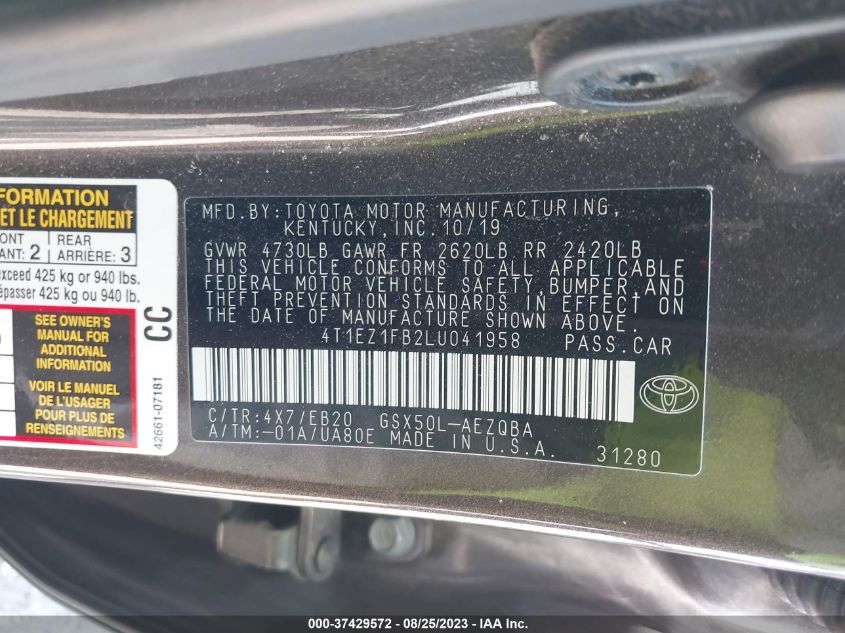 FORMATION
ET LE CHARGEMENT
ONT
ANT: 2
REAR
ARRIÈRE: 3
exceed 425 kg or 940 lbs.
épasser 425 kg ou 940 lb.
SEE OWNER'S
MANUAL FOR
ADDITIONAL
INFORMATION
VOIR LE MANUEL
DE L'USAGER
POUR PLUS DE
RENSEIGNEMENTS
CC
42661-07181
MFD.BY:TOYOTA MOTOR MANUFACTURING,
KENTUCKY,INC.10/19
GVWR 4730LB GAWR FR 2620LB RR 2420LB
THIS VEHICLE CONFORMS TO ALL APPLICABLE
FEDERAL MOTOR VEHICLE SAFETY,BUMPER AND
THEFT PREVENTION STANDARDS IN EFFECT ON
THE DATE OF MANUFACTURE SHOWN ABOVE.
4T1EZ1FB2LU041958 PASS.CAR
C/TR:4X7/EB20 GSX50L-AEZQBA
A/TM:-01A/UA80E MADE IN U.S.A. 31280
000-37429572 - 08/25/2023 - IAA Inc.